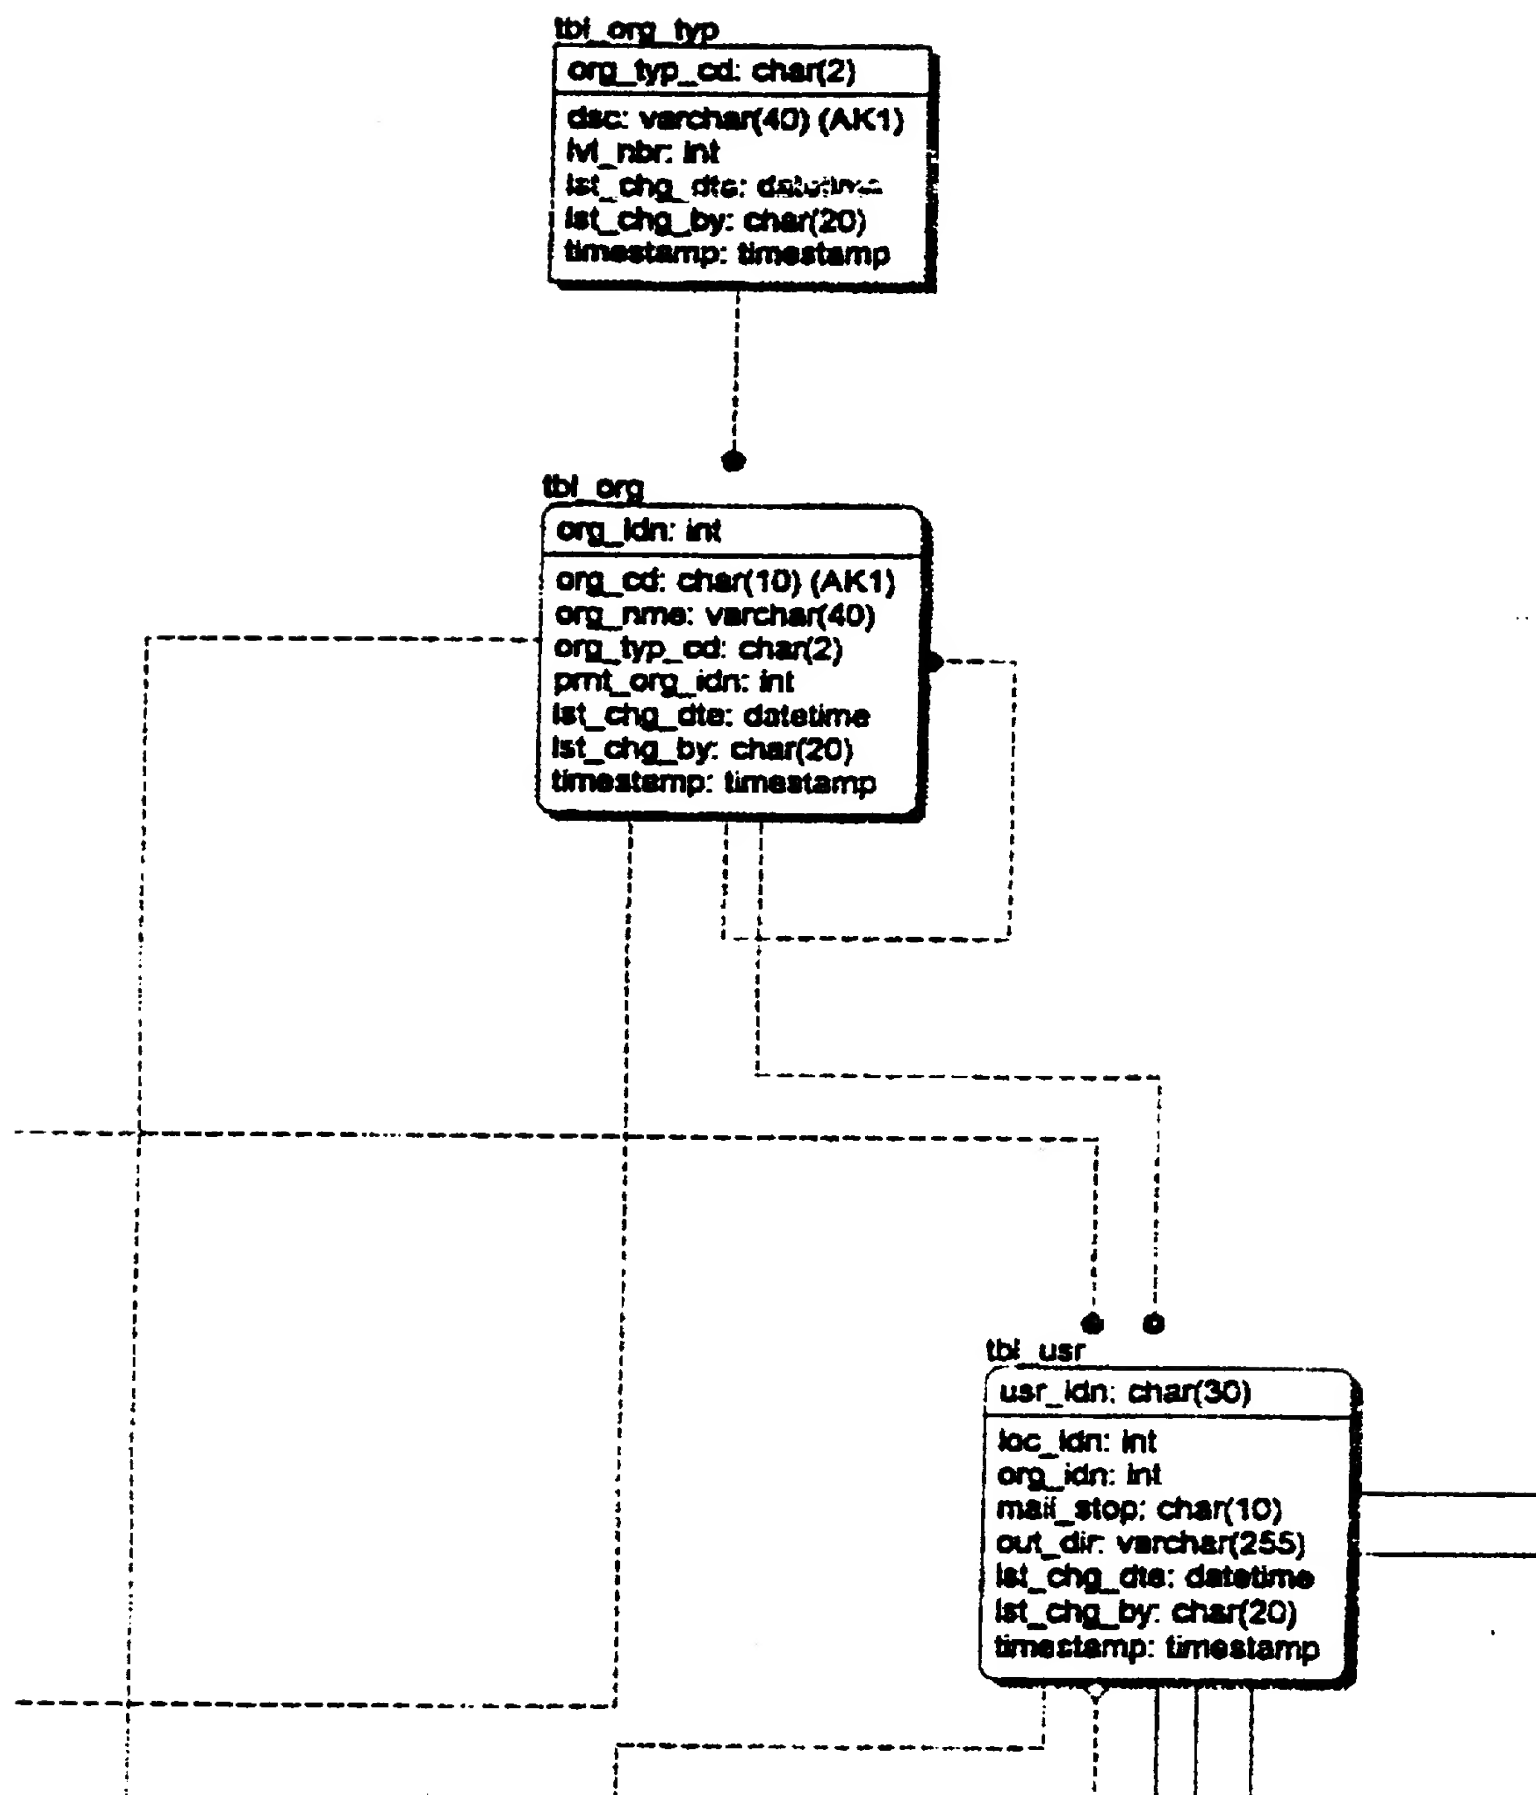 tbl_org_typ
org_typ_cd: char(2)
dsc: varchar(40) (AK1)
lvl_nbr: int
lst_chg_dte: datetime
lst_chg_by: char(20)
timestamp: timestamp
tbl_org
org_idn: int
org_cd: char(10) (AK1)
org_nme: varchar(40)
org_typ_cd: char(2)
prnt_org_idn: int
lst_chg_dte: datetime
lst_chg_by: char(20)
timestamp: timestamp
tbl_usr
usr_idn: char(30)
loc_idn: int
org_idn: int
mail_stop: char(10)
out_dir: varchar(255)
lst_chg_dte: datetime
lst_chg_by: char(20)
timestamp: timestamp